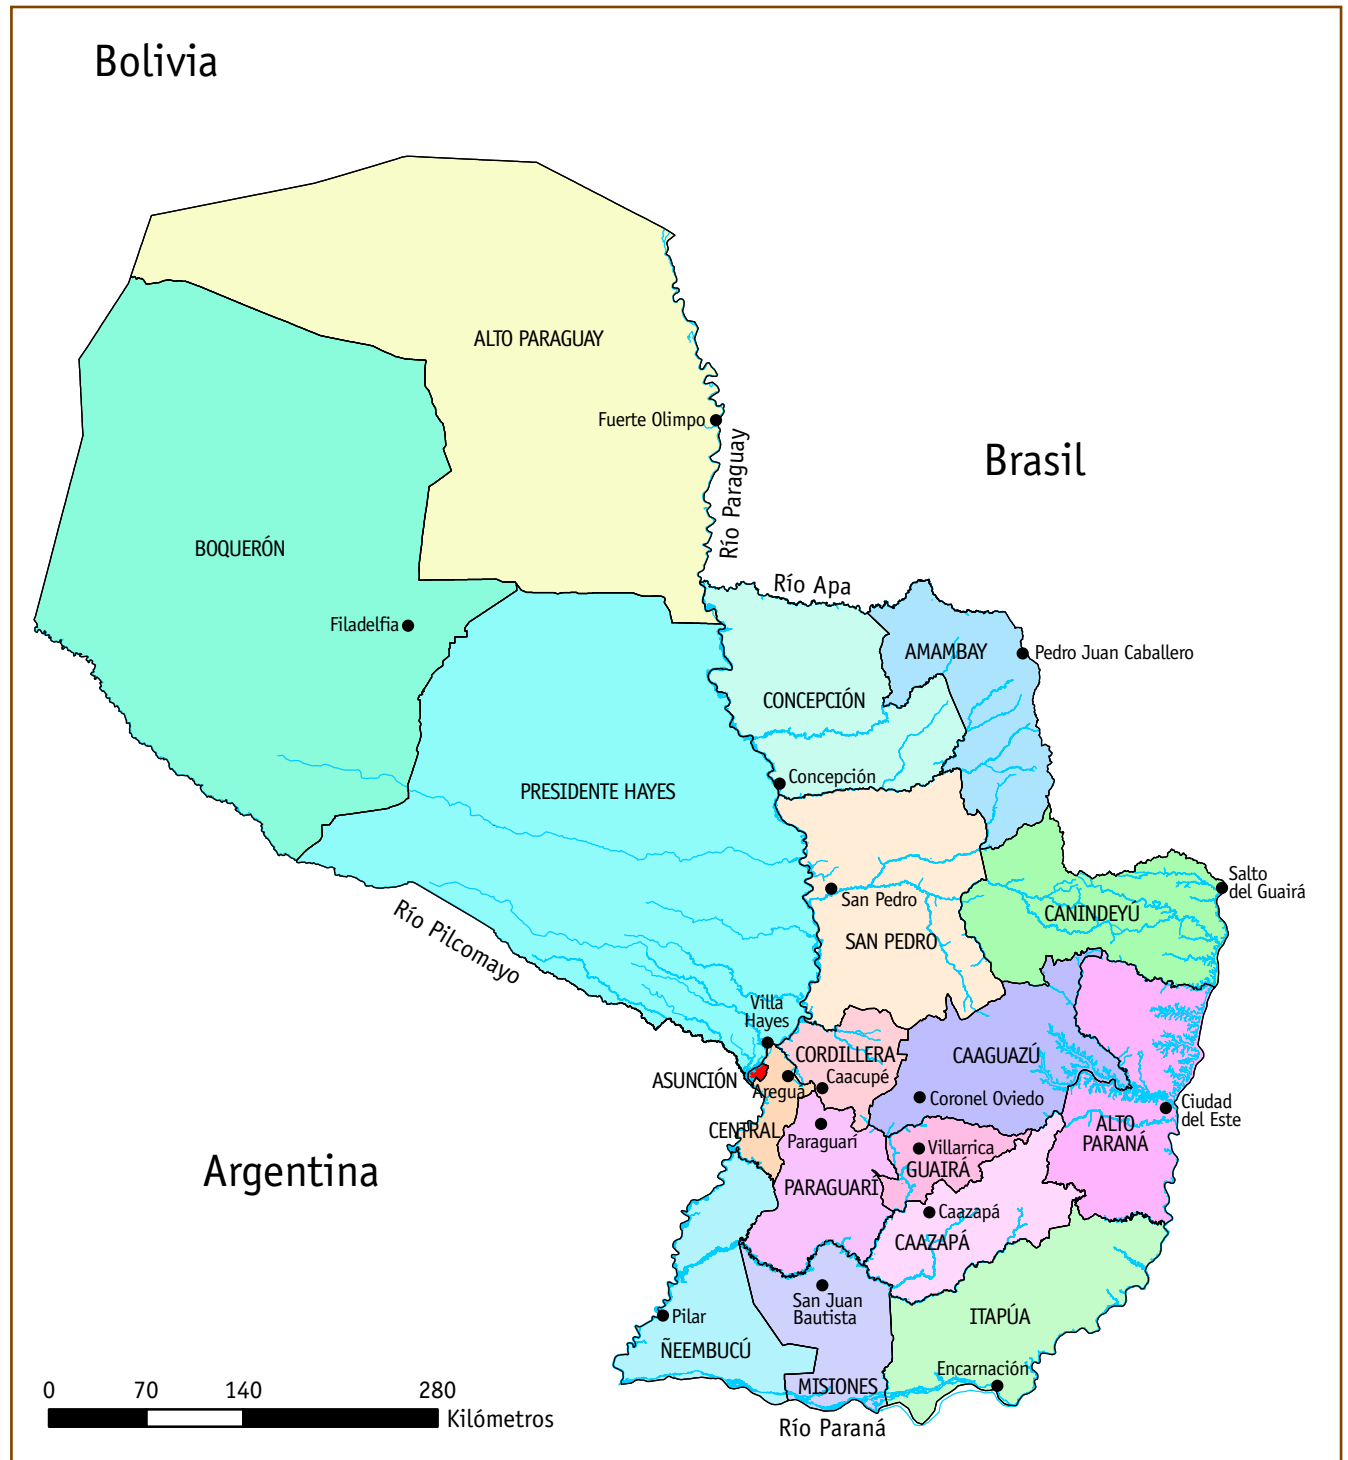 Bolivia
ALTO PARAGUAY
Fuerte Olimpo
Río Paraguay
Brasil
BOQUERÓN
Filadelfia
Río Apa
AMAMBAY
Pedro Juan Caballero
CONCEPCIÓN
Concepción
PRESIDENTE HAYES
Salto
del Guairá
San Pedro
CANINDEYÚ
SAN PEDRO
Río Pilcomayo
Villa
Hayes
CORDILLERA
CAAGUAZÚ
ASUNCIÓN
Areguá
Caacupé
Coronel Oviedo
Ciudad
del Este
CENTRAL
Paraguarí
ALTO
PARANÁ
Villarrica
GUAIRÁ
Argentina
PARAGUARÍ
Caazapá
CAAZAPÁ
San Juan
Bautista
Pilar
ITAPÚA
ÑEEMBUCÚ
Encarnación
MISIONES
0 70 140 280
Kilómetros
Río Paraná